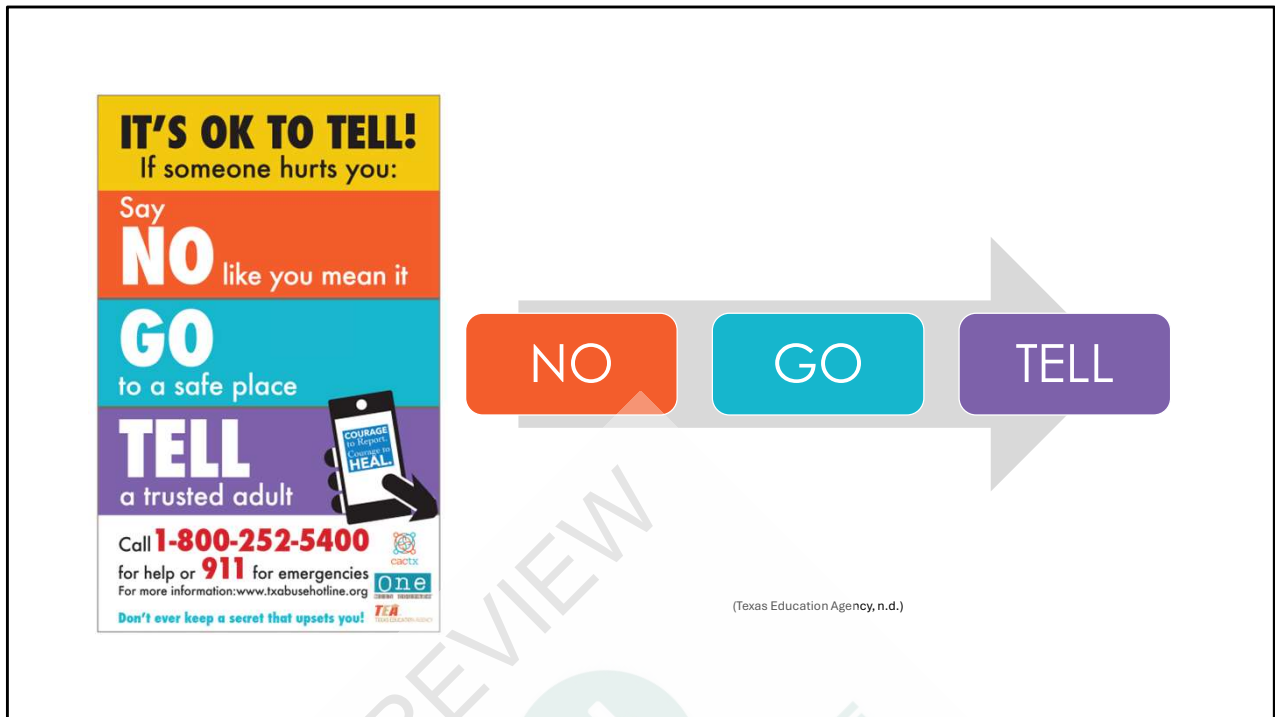 IT'S OK TO TELL!
If someone hurts you:
Say
NO like you mean it
GO
to a safe place
TELL
a trusted adult
COURAGE
to Report.
Courage to
HEAL.
Call 1-800-252-5400
for help or 911 for emergencies
For more information:www.txabusehotline.org
Don't ever keep a secret that upsets you!
cactx
One
TEA
NO
GO
TELL
(Texas Education Agency, n.d.)
REVIEW